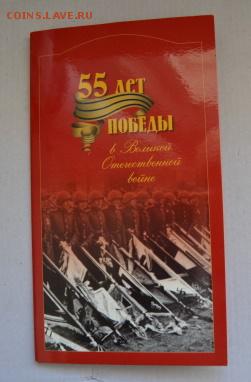 COINS.LAVE.RU
55 лет
ПОБЕДЫ
в Великой
Отечественной
войне